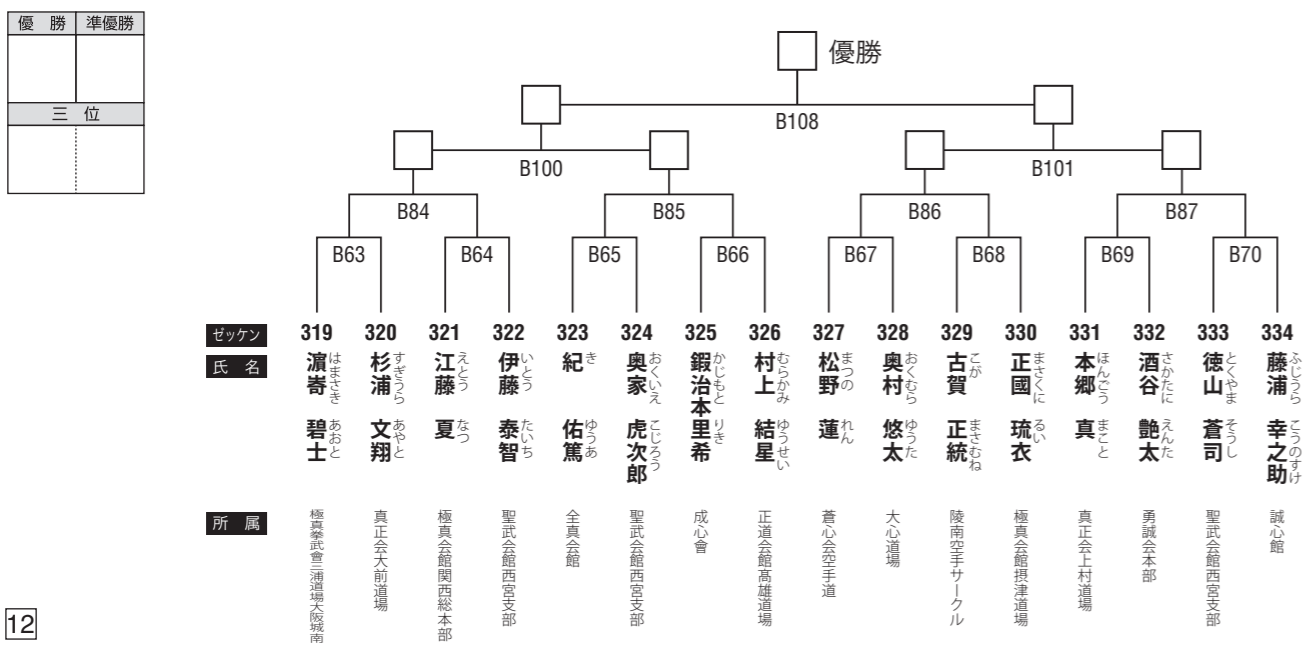 優 勝 準優勝
三 位
優勝
B108
B100 B101
B84 B85 B86 B87
B63 B64 B65 B66 B67 B68 B69 B70
ゼッケン 319 320 321 322 323 324 325 326 327 328 329 330 331 332 333 334
氏 名
濵嵜 碧士 はまさき あおと
杉浦 文翔 すぎうら あやと
江藤 夏 えとう なつ
伊藤 泰智 いとう たいち
紀 佑篤 き ゆうあ
奥家 虎次郎 おくいえ こじろう
鍜治本 里希 かじもと りき
村上 結星 むらかみ ゆうせい
松野 蓮 まつの れん
奥村 悠太 おくむら ゆうた
古賀 正統 こが まさむね
正國 琉衣 まさくに るい
本郷 真 ほんごう まこと
酒谷 艶太 さかたに えんた
徳山 蒼司 とくやま そうし
藤浦 幸之助 ふじうら こうのすけ
所 属
極真拳武會三浦道場大阪城南
真正会大前道場
極真会館関西総本部
聖武会館西宮支部
全真会館
聖武会館西宮支部
成心會
正道会館髙雄道場
蒼心会空手道
大心道場
陵南空手サークル
極真会館摂津道場
真正会上村道場
勇誠会本部
聖武会館西宮支部
誠心館
12